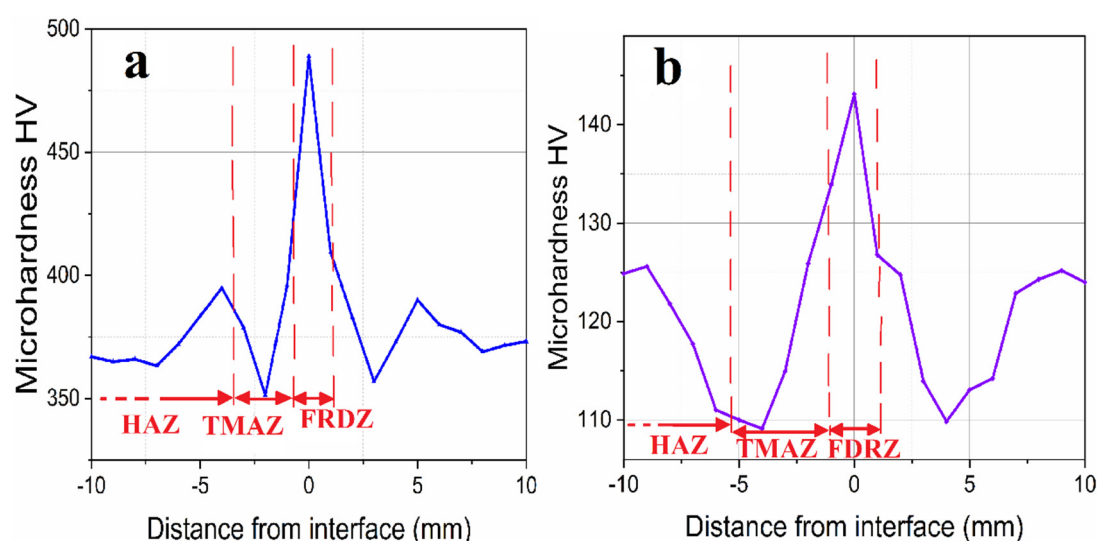 a
Microhardness HV
500
450
400
350
HAZ
TMAZ
FRDZ
-10
-5
0
5
10
Distance from interface (mm)
b
Microhardness HV
140
130
120
110
HAZ
TMAZ
FDRZ
-10
-5
0
5
10
Distance from interface (mm)